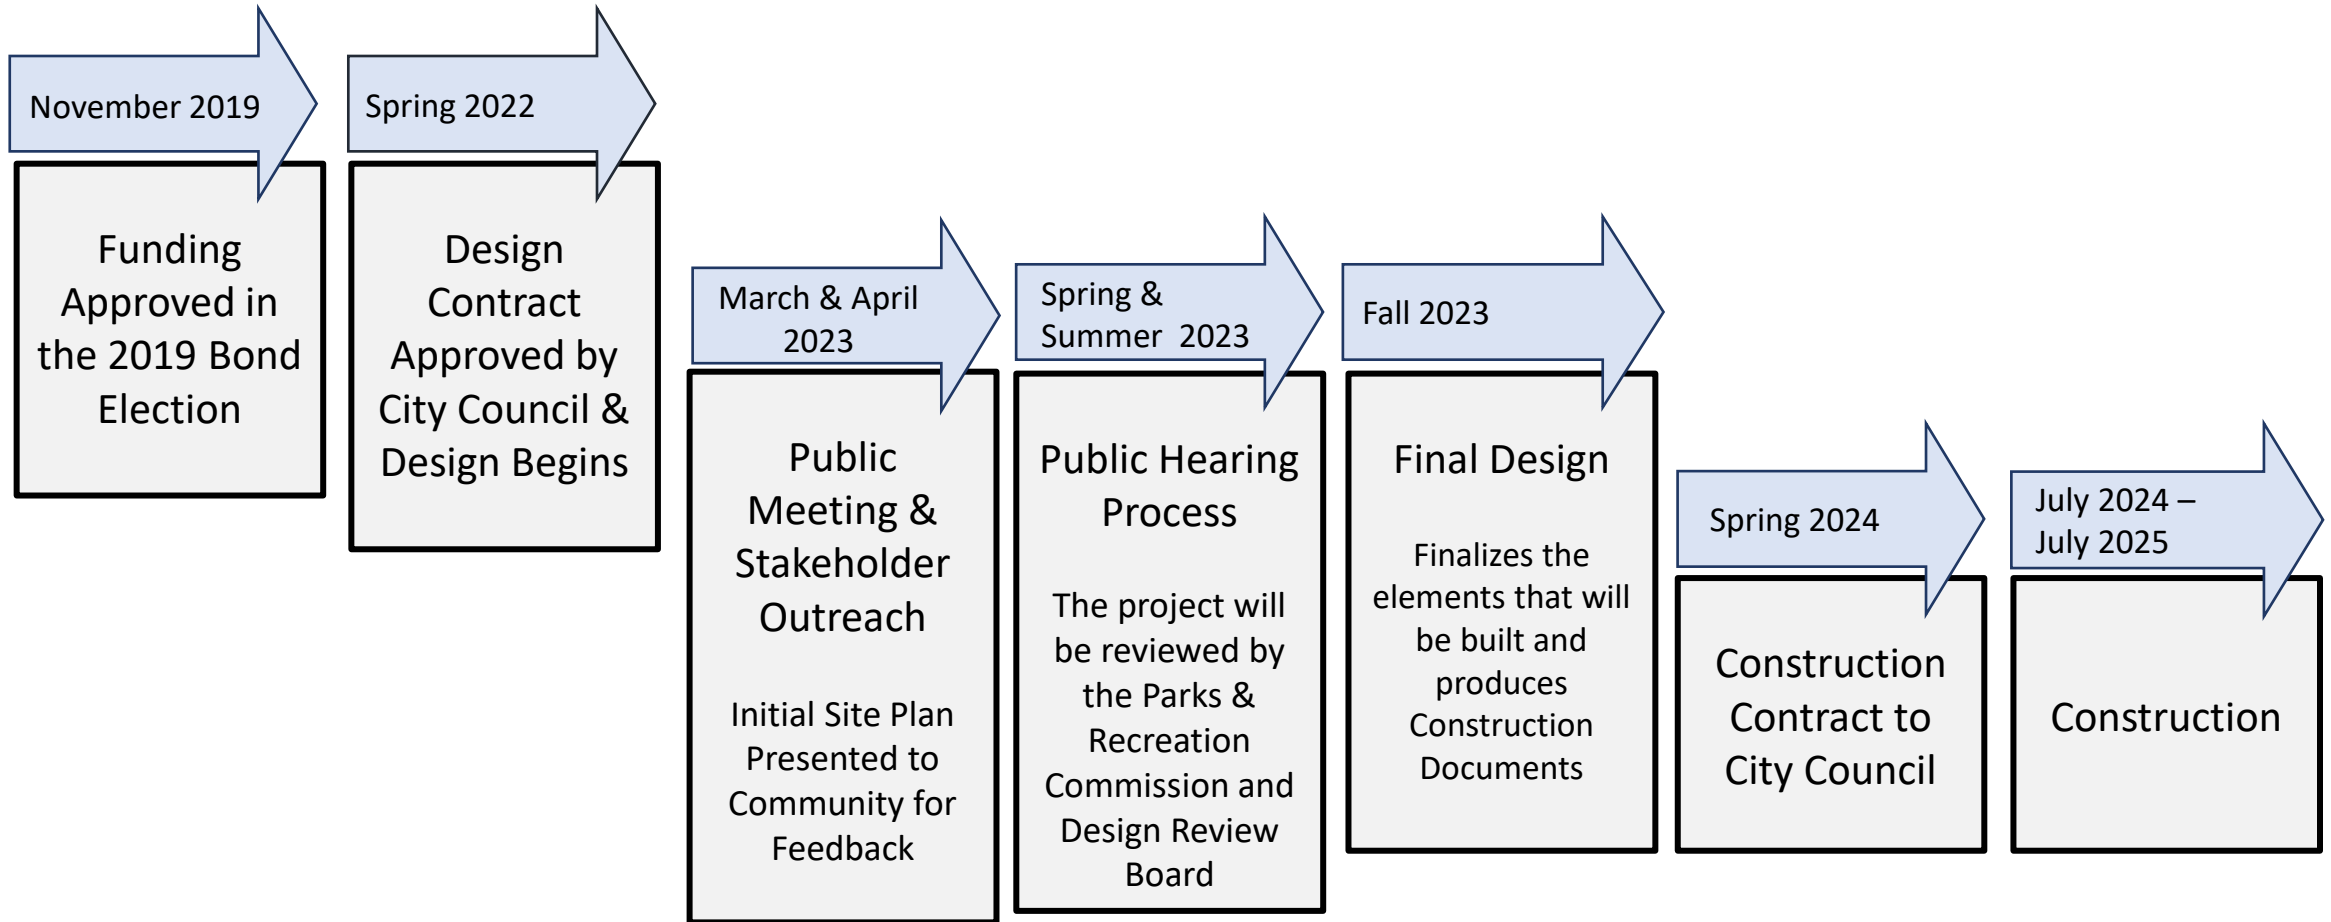 November 2019
Funding
Approved in
the 2019 Bond
Election
Spring 2022
Design
Contract
Approved by
City Council &
Design Begins
March & April
2023
Public
Meeting &
Stakeholder
Outreach
Initial Site Plan
Presented to
Community for
Feedback
Spring &
Summer 2023
Public Hearing
Process
The project will
be reviewed by
the Parks &
Recreation
Commission and
Design Review
Board
Fall 2023
Final Design
Finalizes the
elements that will
be built and
produces
Construction
Documents
Spring 2024
Construction
Contract to
City Council
July 2024 –
July 2025
Construction